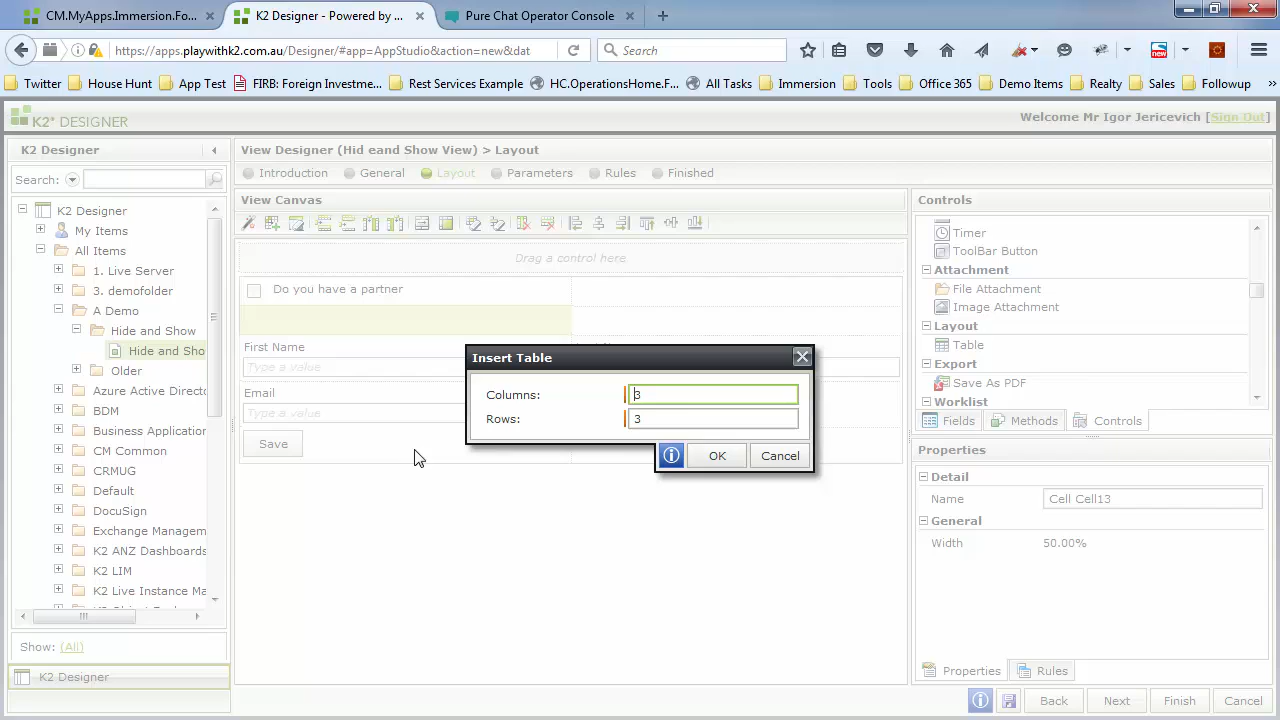 CM.MyApps.Immersion.Fo...
K2 Designer - Powered by ...
Pure Chat Operator Console
https://apps.playwithk2.com.au/Designer/#app=AppStudio&action=new&dat
Search
new
Twitter
House Hunt
App Test
FIRB: Foreign Investme...
Rest Services Example
HC.OperationsHome.F...
All Tasks
Immersion
Tools
Office 365
Demo Items
Realty
Sales
Followup
K2* DESIGNER
Welcome Mr Igor Jericevich [Sign Out]
K2 Designer
Search:
K2 Designer
My Items
All Items
1. Live Server
3. demofolder
A Demo
Hide and Show
Hide and Sho
Older
Azure Active Direct
BDM
Business Application
CM Common
CRMUG
Default
DocuSign
Exchange Managem
K2 ANZ Dashboards
K2 LIM
K2 Live Instance Ma
Show: (All)
K2 Designer
View Designer (Hid eand Show View) > Layout
Introduction
General
Layout
Parameters
Rules
Finished
View Canvas
Drag a control here.
Do you have a partner
First Name
Type a value
Email
Type a value
Save
Insert Table
Columns:
3
Rows:
3
OK
Cancel
Controls
Timer
ToolBar Button
Attachment
File Attachment
Image Attachment
Layout
Table
Export
Save As PDF
Worklist
Fields
Methods
Controls
Properties
Detail
Name
Cell Cell13
General
Width
50.00%
Properties
Rules
Back
Next
Finish
Cancel